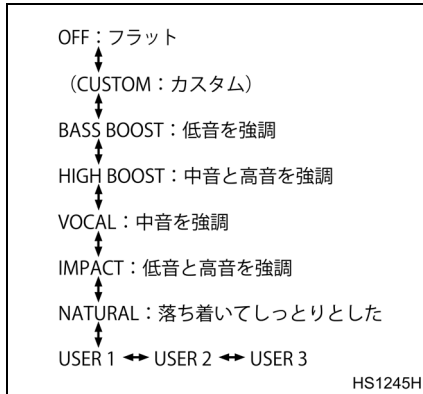 OFF：フラット
（CUSTOM：カスタム）
BASS BOOST：低音を強調
HIGH BOOST：中音と高音を強調
VOCAL：中音を強調
IMPACT：低音と高音を強調
NATURAL：落ち着いてしっとりとした
USER 1 ↔ USER 2 ↔ USER 3
HS1245H